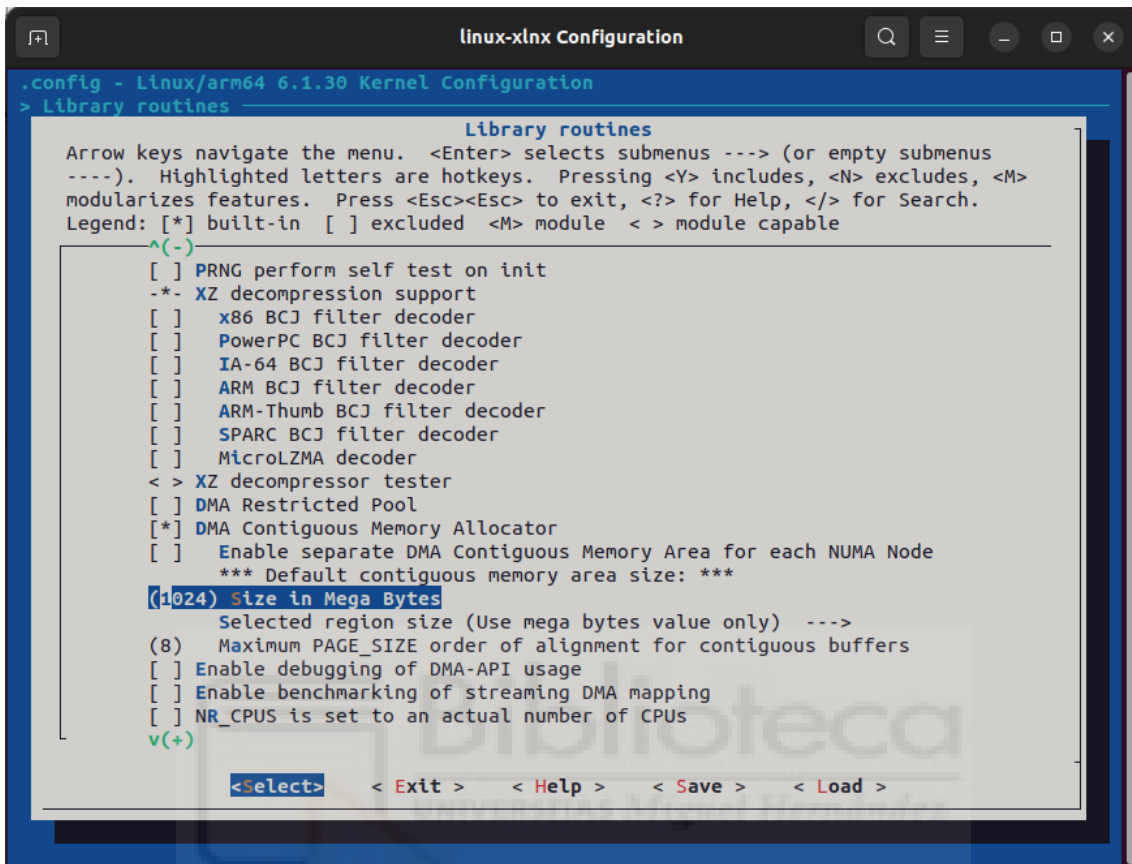 linux-xlnx Configuration
.config - Linux/arm64 6.1.30 Kernel Configuration
> Library routines
Library routines
Arrow keys navigate the menu.  <Enter> selects submenus ---> (or empty submenus
----).  Highlighted letters are hotkeys.  Pressing <Y> includes, <N> excludes, <M>
modularizes features.  Press <Esc><Esc> to exit, <?> for Help, </> for Search.
Legend: [*] built-in  [ ] excluded  <M> module  < > module capable
^(-)
[ ] PRNG perform self test on init
-*- XZ decompression support
[ ]   x86 BCJ filter decoder
[ ]   PowerPC BCJ filter decoder
[ ]   IA-64 BCJ filter decoder
[ ]   ARM BCJ filter decoder
[ ]   ARM-Thumb BCJ filter decoder
[ ]   SPARC BCJ filter decoder
[ ]   MicroLZMA decoder
< > XZ decompressor tester
[ ] DMA Restricted Pool
[*] DMA Contiguous Memory Allocator
[ ]   Enable separate DMA Contiguous Memory Area for each NUMA Node
*** Default contiguous memory area size: ***
(1024) Size in Mega Bytes
Selected region size (Use mega bytes value only)  --->
(8)   Maximum PAGE_SIZE order of alignment for contiguous buffers
[ ] Enable debugging of DMA-API usage
[ ] Enable benchmarking of streaming DMA mapping
[ ] NR_CPUS is set to an actual number of CPUs
v(+)
Biblioteca
<Select>    < Exit >    < Help >    < Save >    < Load >
UNIVERSITAS Miguel Hernández